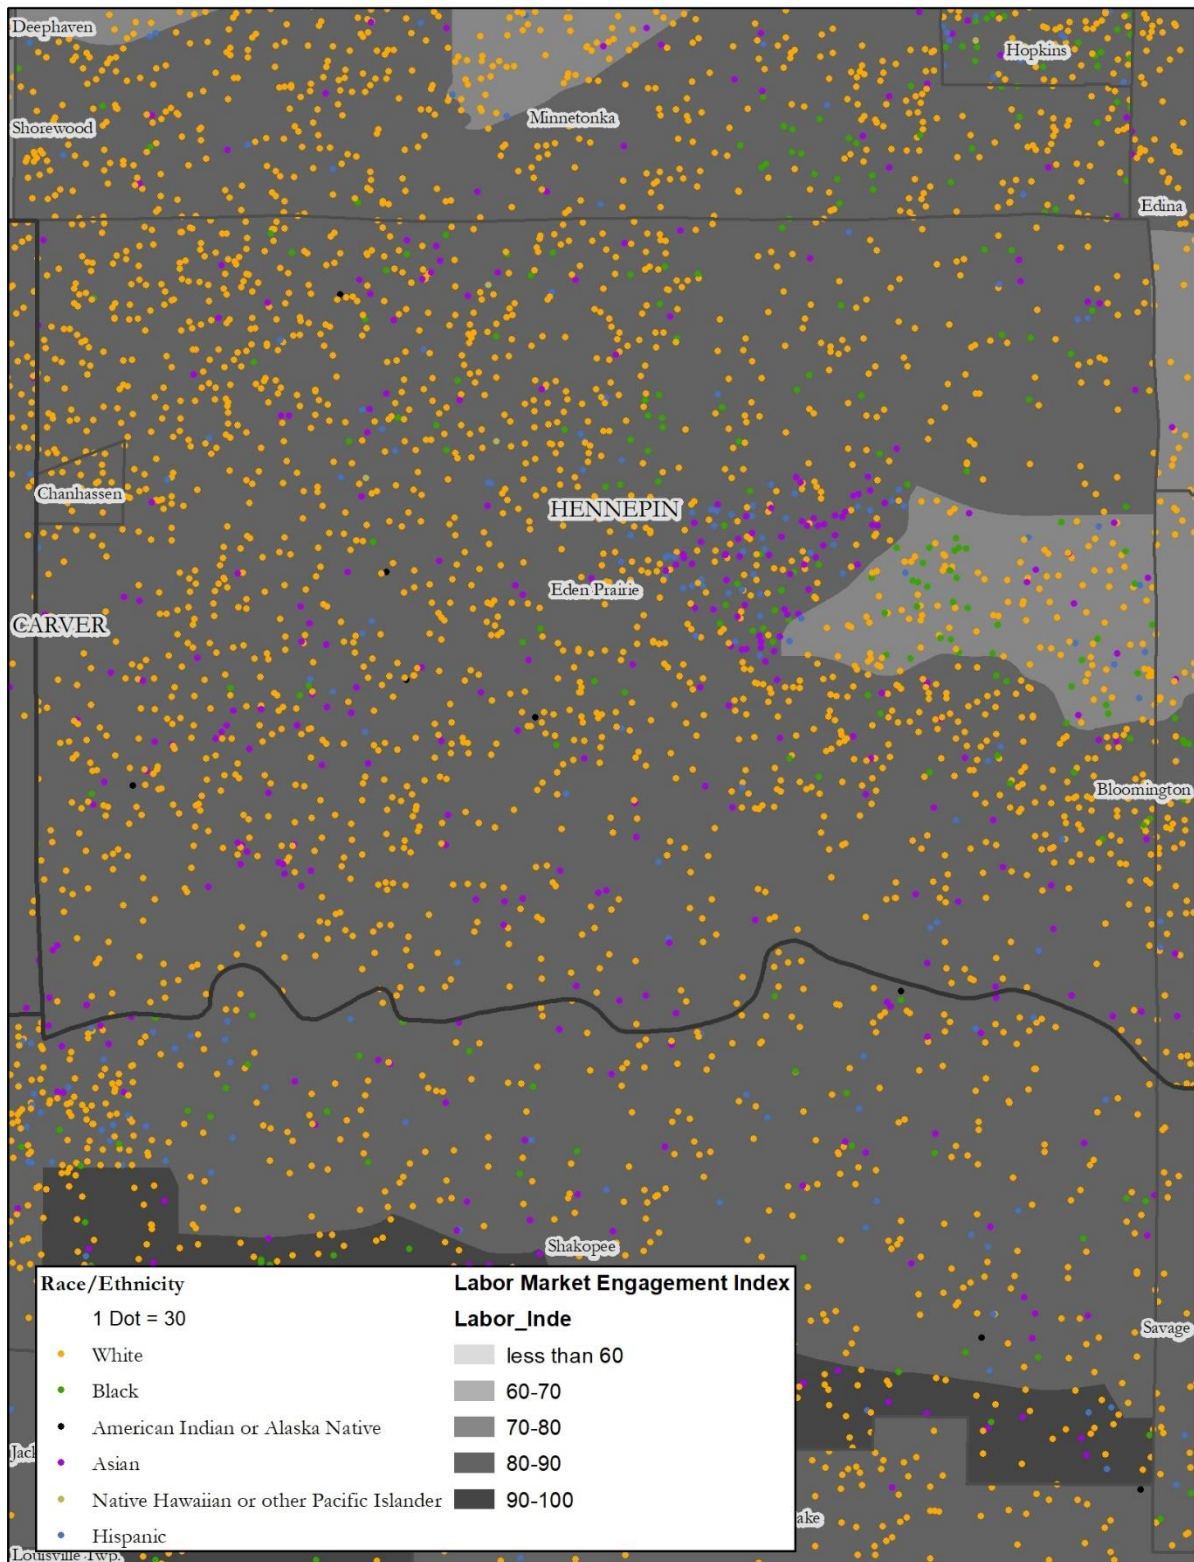 Deephaven
Hopkins
Minnetonka
Shorewood
Edina
Chanhassen
HENNEPIN
Eden Prairie
CARVER
Bloomington
Shakopee
Savage
Race/Ethnicity
1 Dot = 30
White
Black
American Indian or Alaska Native
Asian
Native Hawaiian or other Pacific Islander
Hispanic
Labor Market Engagement Index
Labor_Inde
less than 60
60-70
70-80
80-90
90-100
Jack
ake
Louisville Twp.